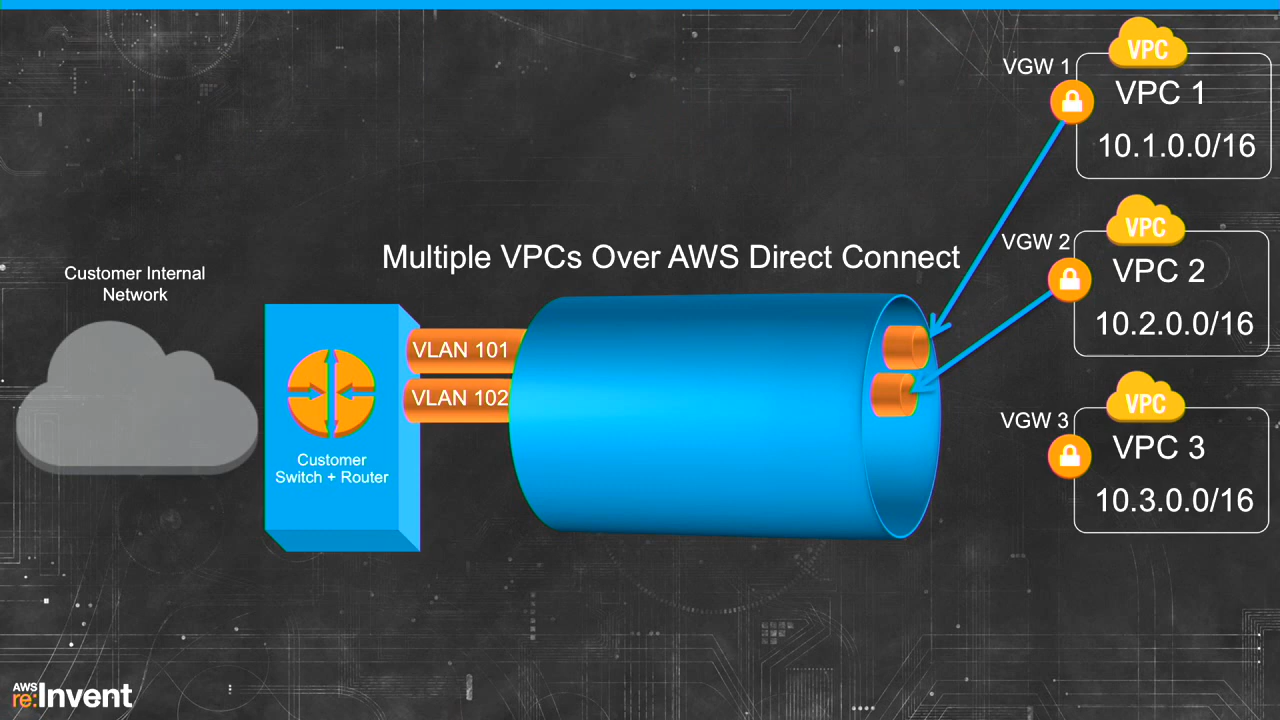 VPC
VGW 1
VPC 1
10.1.0.0/16
VPC
VGW 2
VPC 2
10.2.0.0/16
Multiple VPCs Over AWS Direct Connect
Customer Internal
Network
VLAN 101
VLAN 102
Customer
Switch + Router
VPC
VGW 3
VPC 3
10.3.0.0/16
AWS
re:Invent